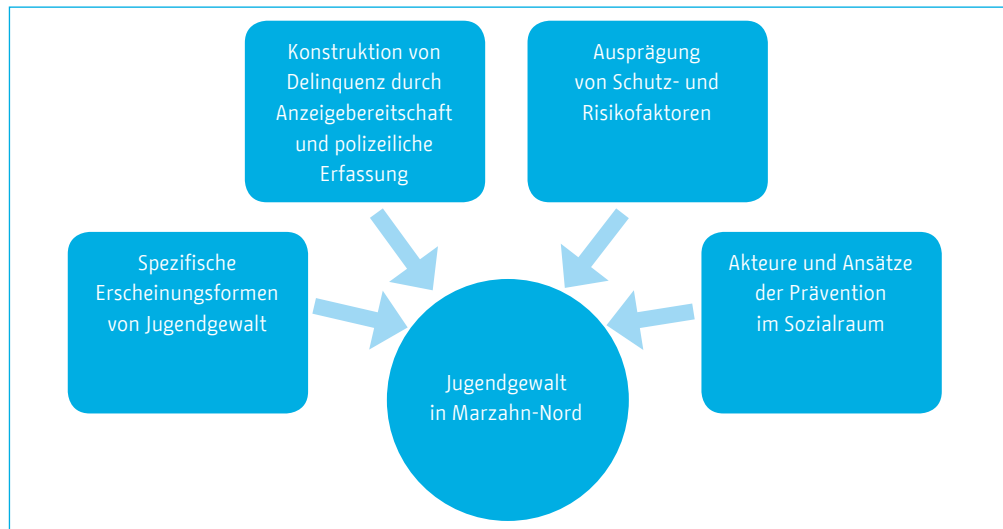 Konstruktion von
Delinquenz durch
Anzeigebereitschaft
und polizeiliche
Erfassung
Ausprägung
von Schutz- und
Risikofaktoren
Spezifische
Erscheinungsformen
von Jugendgewalt
Akteure und Ansätze
der Prävention
im Sozialraum
Jugendgewalt
in Marzahn-Nord